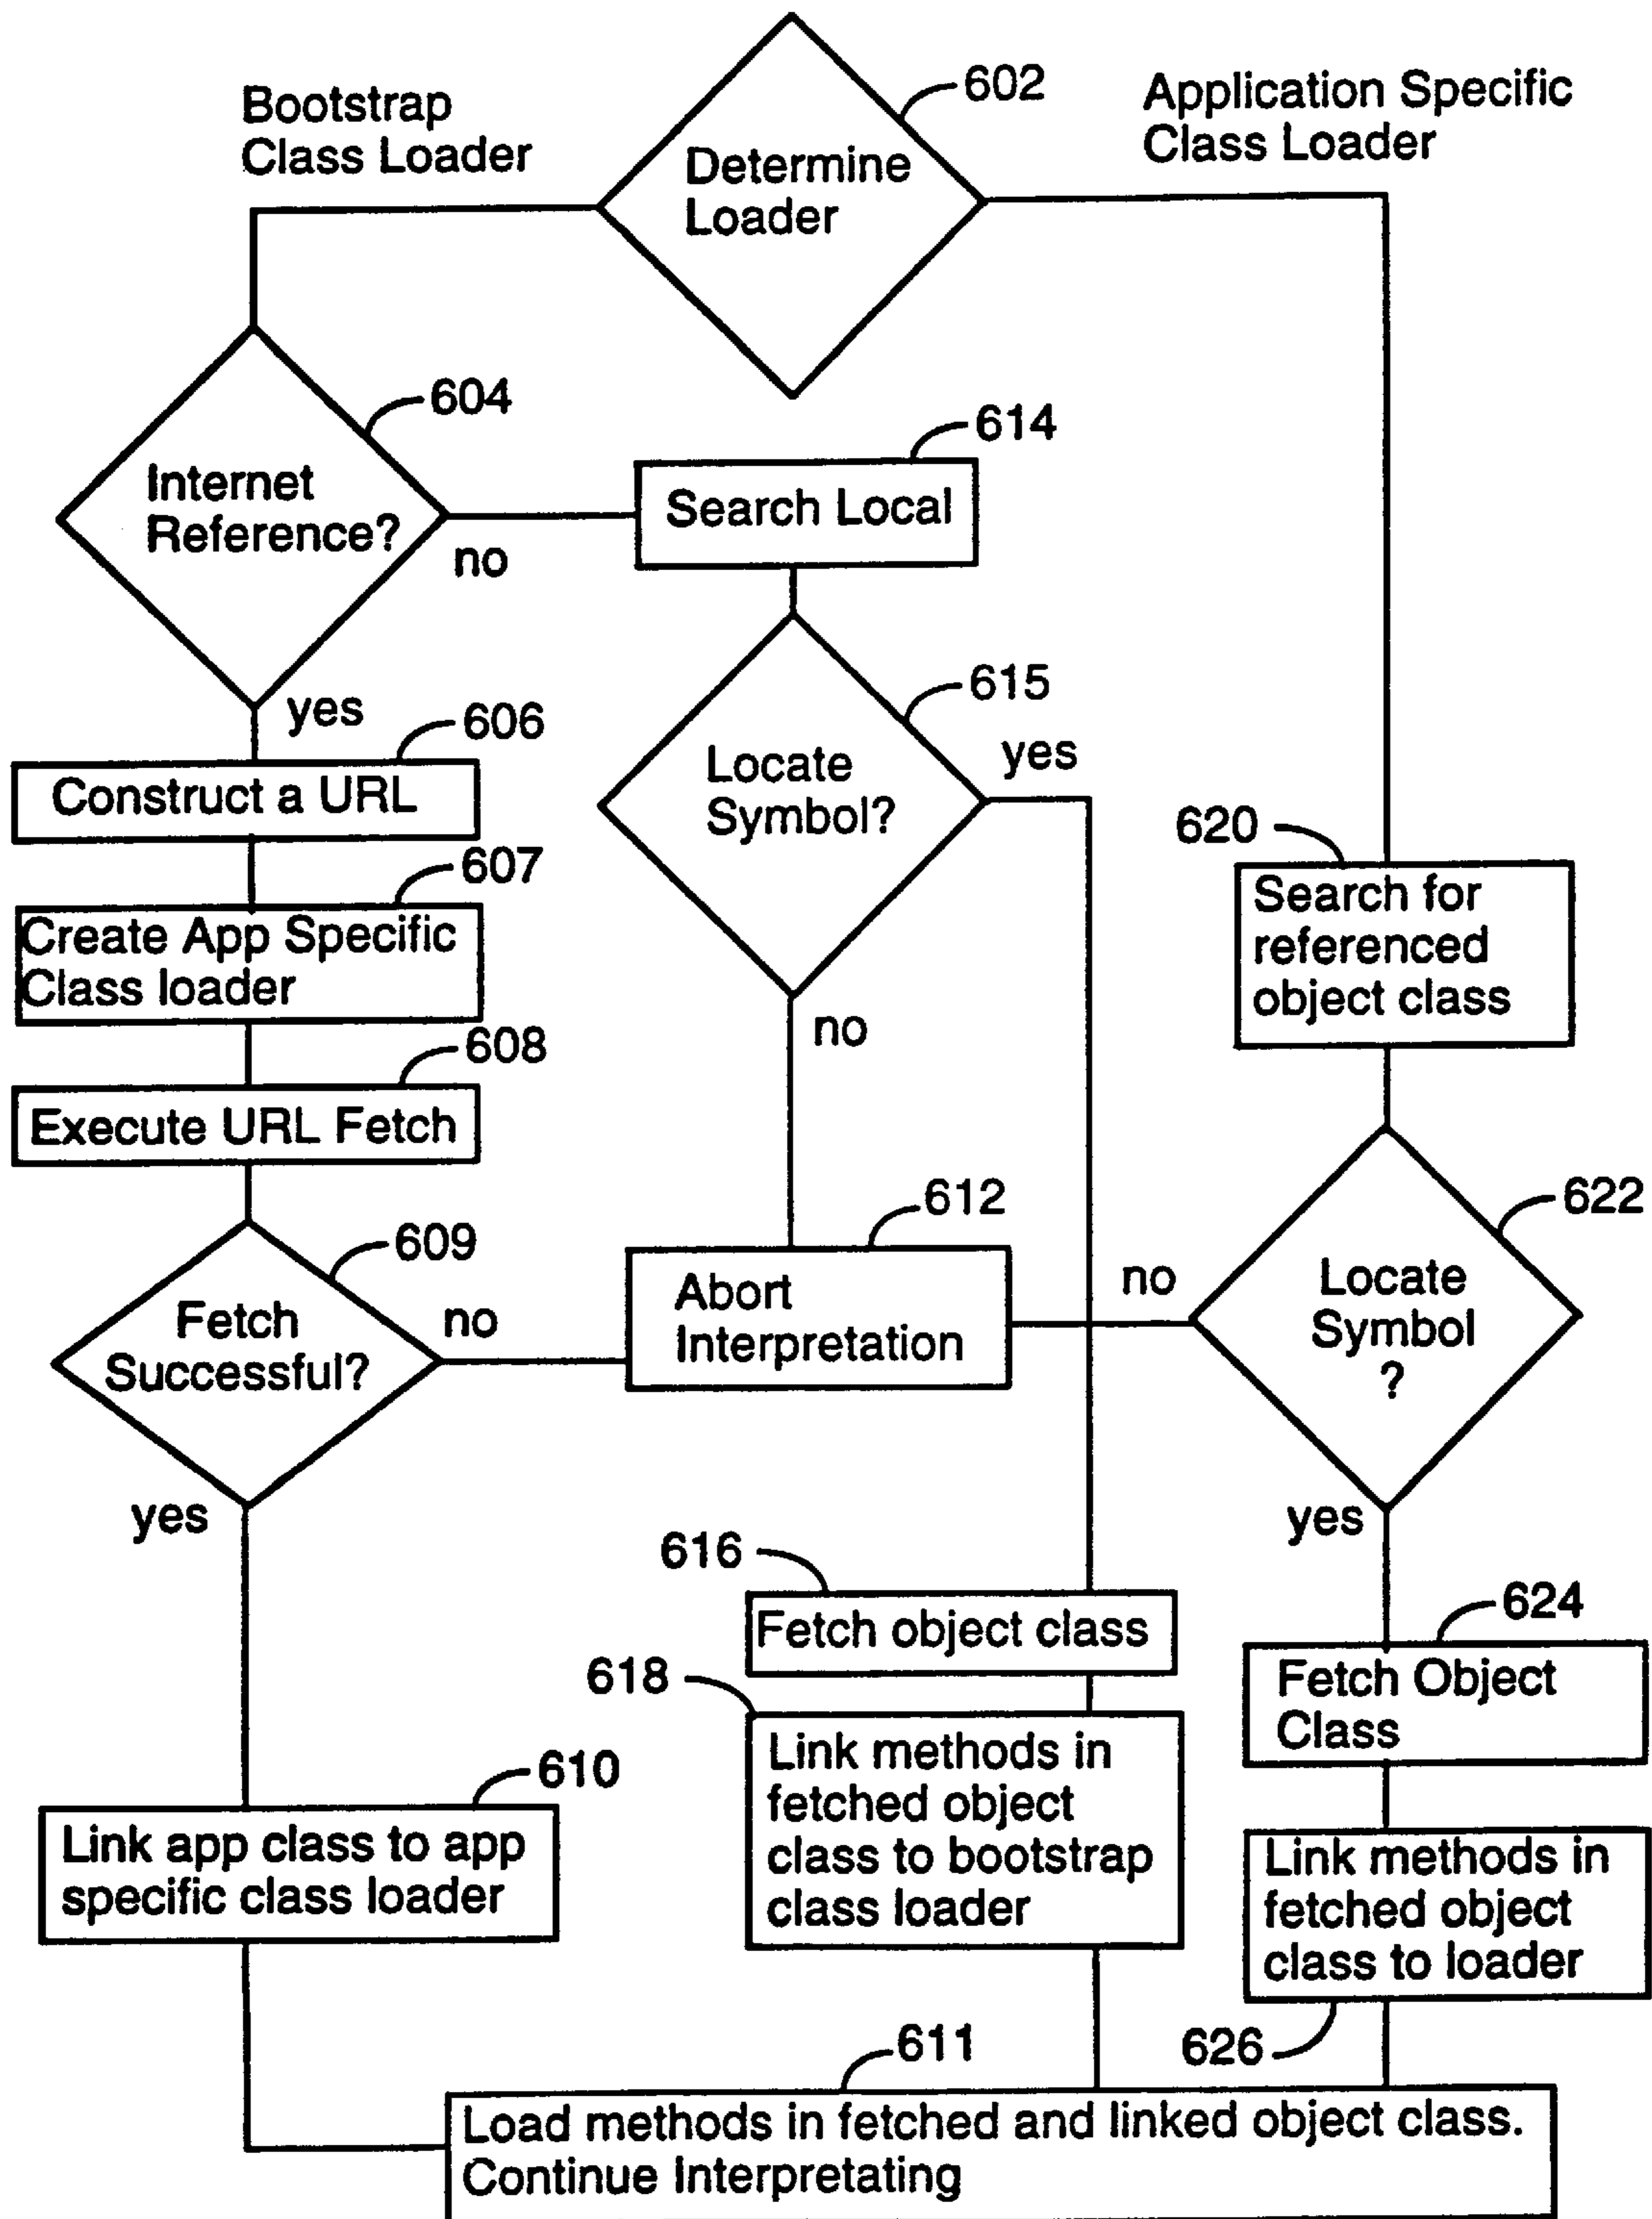 602
Bootstrap
Class Loader
Application Specific
Class Loader
Determine
Loader
604
614
Internet
Reference?
Search Local
no
615
yes
606
yes
Locate
Symbol?
Construct a URL
620
607
Search for
referenced
object class
Create App Specific
Class loader
no
608
Execute URL Fetch
612
622
609
no
Locate
Symbol
?
Abort
Interpretation
Fetch
Successful?
no
yes
yes
616
624
Fetch object class
618
Fetch Object
Class
Link methods in
fetched object
class to bootstrap
class loader
610
Link app class to app
specific class loader
Link methods in
fetched object
class to loader
611
626
Load methods in fetched and linked object class.
Continue Interpretating